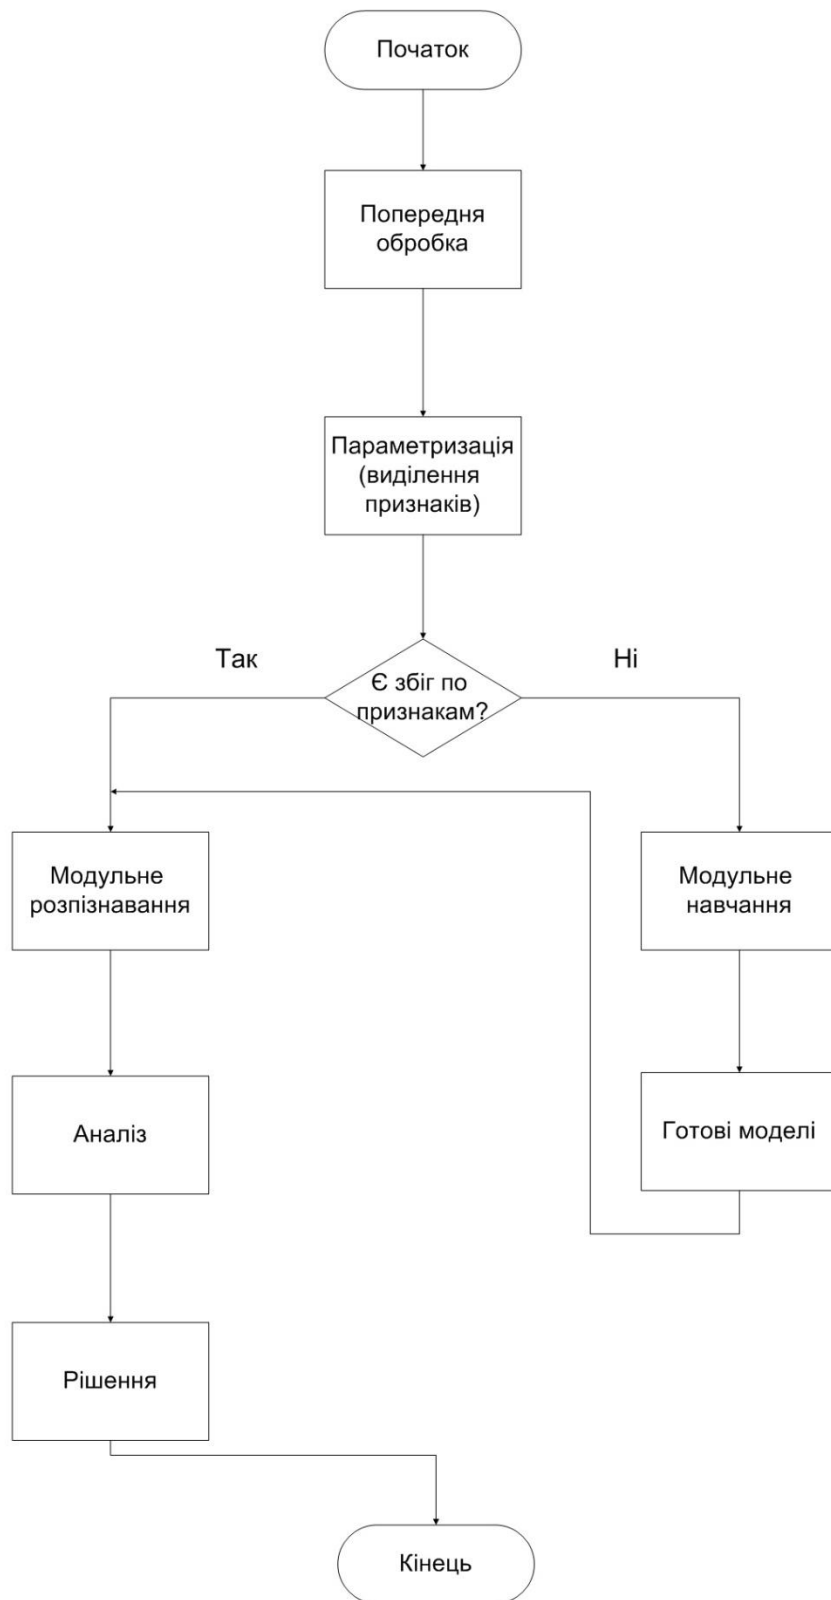 Початок
Попередня
обробка
Параметризація
(виділення
признаків)
Так
Ні
Є збіг по
признакам?
Модульне
розпізнавання
Модульне
навчання
Аналіз
Готові моделі
Рішення
Кінець